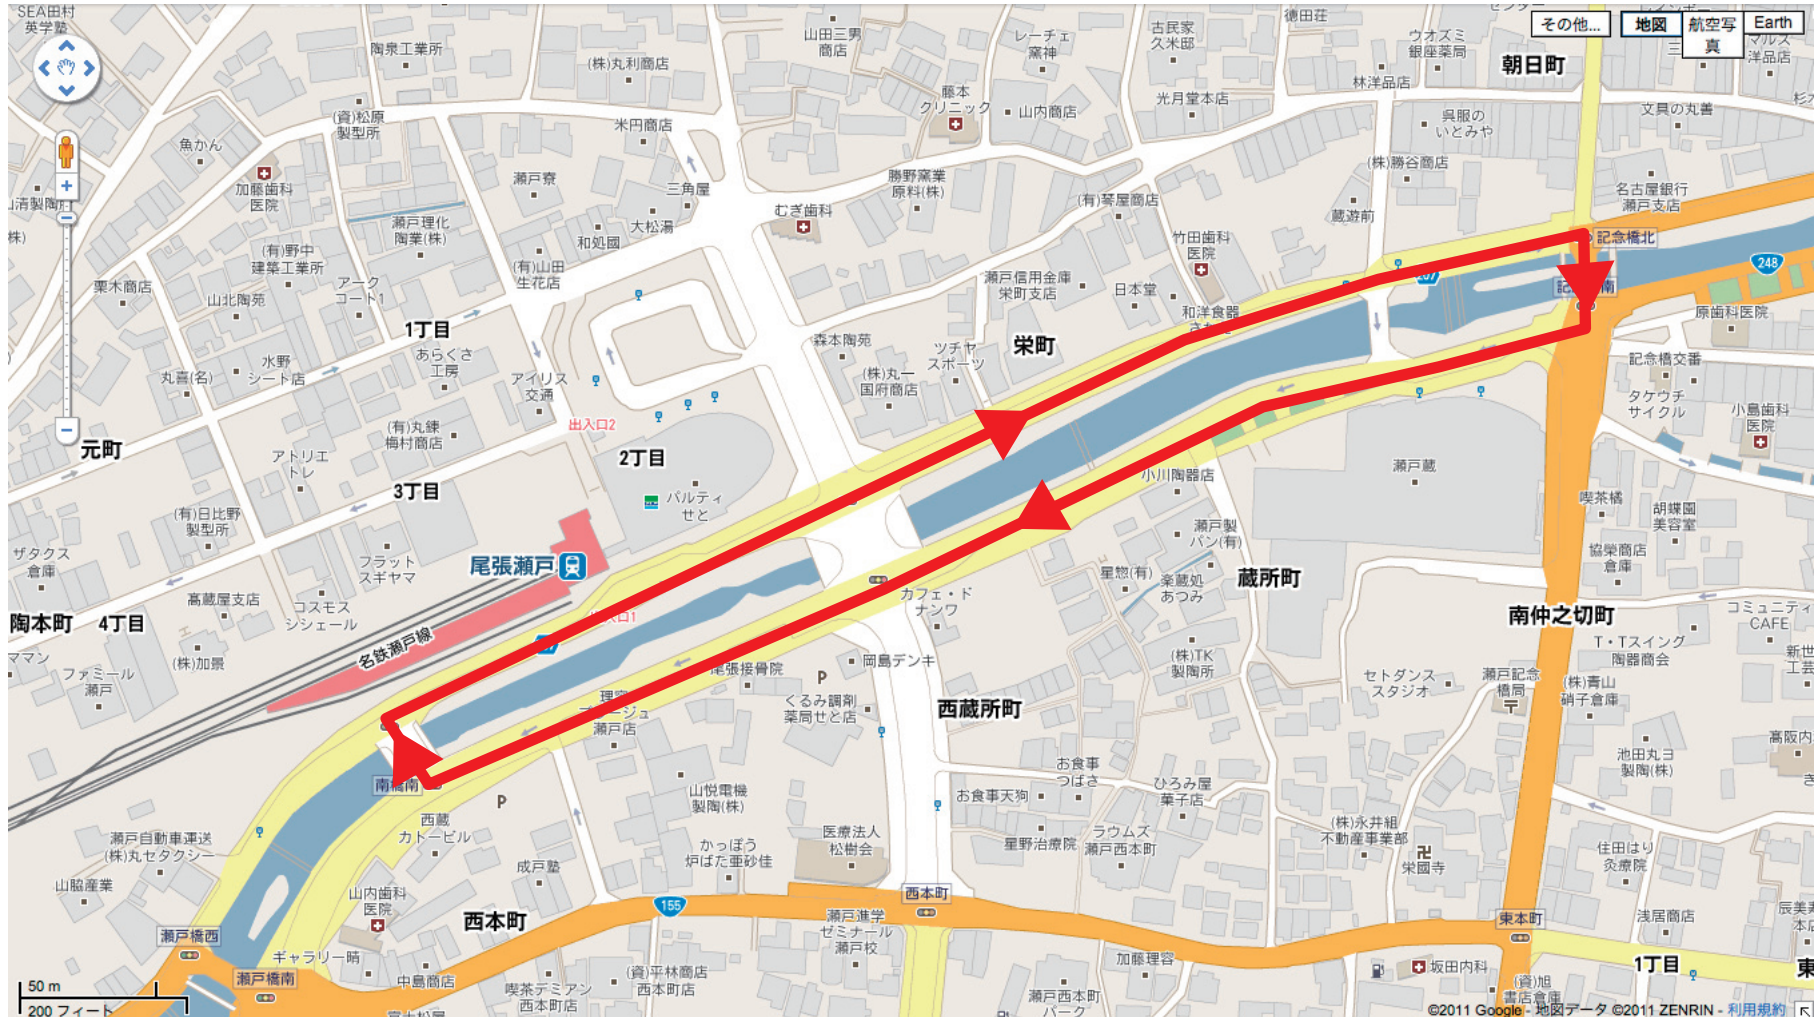 SEA田村
英学塾
陶泉工業所
(株)丸利商店
山田三男
商店
レーチェ
窯神
古民家
久米邸
徳田荘
ウオズミ
銀座薬局
その他...
地図
航空写
真
Earth
マルス
洋品店
朝日町
林洋品店
文具の丸善
(資)松原
製型所
魚かん
米円商店
藤本
クリニック
山内商店
光月堂本店
呉服の
いとみや
(株)勝谷商店
加藤歯科
医院
瀬戸寮
三角屋
勝野窯業
原料(株)
(有)琴屋商店
名古屋銀行
瀬戸支店
瀬戸理化
陶業(株)
むぎ歯科
大松湯
和処國
竹田歯科
医院
蔵遊前
記念橋北
248
(有)野中
建築工業所
アーク
コート1
(有)山田
生花店
瀬戸信用金庫
栄町支店
日本堂
栗木商店
山北陶苑
和洋食器
原歯科医院
1丁目
森本陶苑
ツチヤ
スポーツ
栄町
あらくさ
工房
水野
シート店
丸喜(名)
アイリス
交通
(株)丸一
国府商店
記念橋交番
タケウチ
サイクル
小島歯科
医院
出入口2
(有)丸錬
梅村商店
元町
アトリエ
トレ
2丁目
3丁目
パルティ
せと
小川陶器店
瀬戸蔵
喫茶橘
胡蝶園
美容室
(有)日比野
製型所
瀬戸製
パン(有)
ザタクス
倉庫
フラット
スギヤマ
尾張瀬戸
星惣(有)
楽蔵処
あつみ
蔵所町
協栄商店
倉庫
髙蔵屋支店
コスモス
シシェール
カフェ・ド
ナンワ
南仲之切町
コミュニティ
CAFE
陶本町
4丁目
名鉄瀬戸線
(株)加景
ファミール
瀬戸
尾張接骨院
岡島デンキ
(株)TK
製陶所
セトダンス
スタジオ
瀬戸記念
橋局
T・Tスイング
陶器商会
(株)青山
硝子倉庫
くるみ調剤
薬局せと店
西蔵所町
瀬戸店
池田丸ヨ
製陶(株)
お食事
つばさ
お食事天狗
ひろみ屋
菓子店
山悦電機
製陶(株)
西蔵
カトービル
瀬戸自動車運送
(株)丸セタクシー
成戸塾
かっぽう
炉ばた亜砂佳
医療法人
松樹会
星野治療院
ラウムズ
瀬戸西本町
(株)永井組
不動産事業部
栄國寺
住田はり
灸療院
山脇産業
山内歯科
医院
西本町
155
西本町
瀬戸進学
ゼミナール
瀬戸校
東本町
浅居商店
瀬戸橋西
瀬戸橋南
ギャラリー晴
中島商店
喫茶デミアン
西本町店
(資)平林商店
西本町店
加藤理容
坂田内科
1丁目
瀬戸西本町
パーク
(資)旭
書店倉庫
50 m
200 フィート
©2011 Google - 地図データ ©2011 ZENRIN - 利用規約